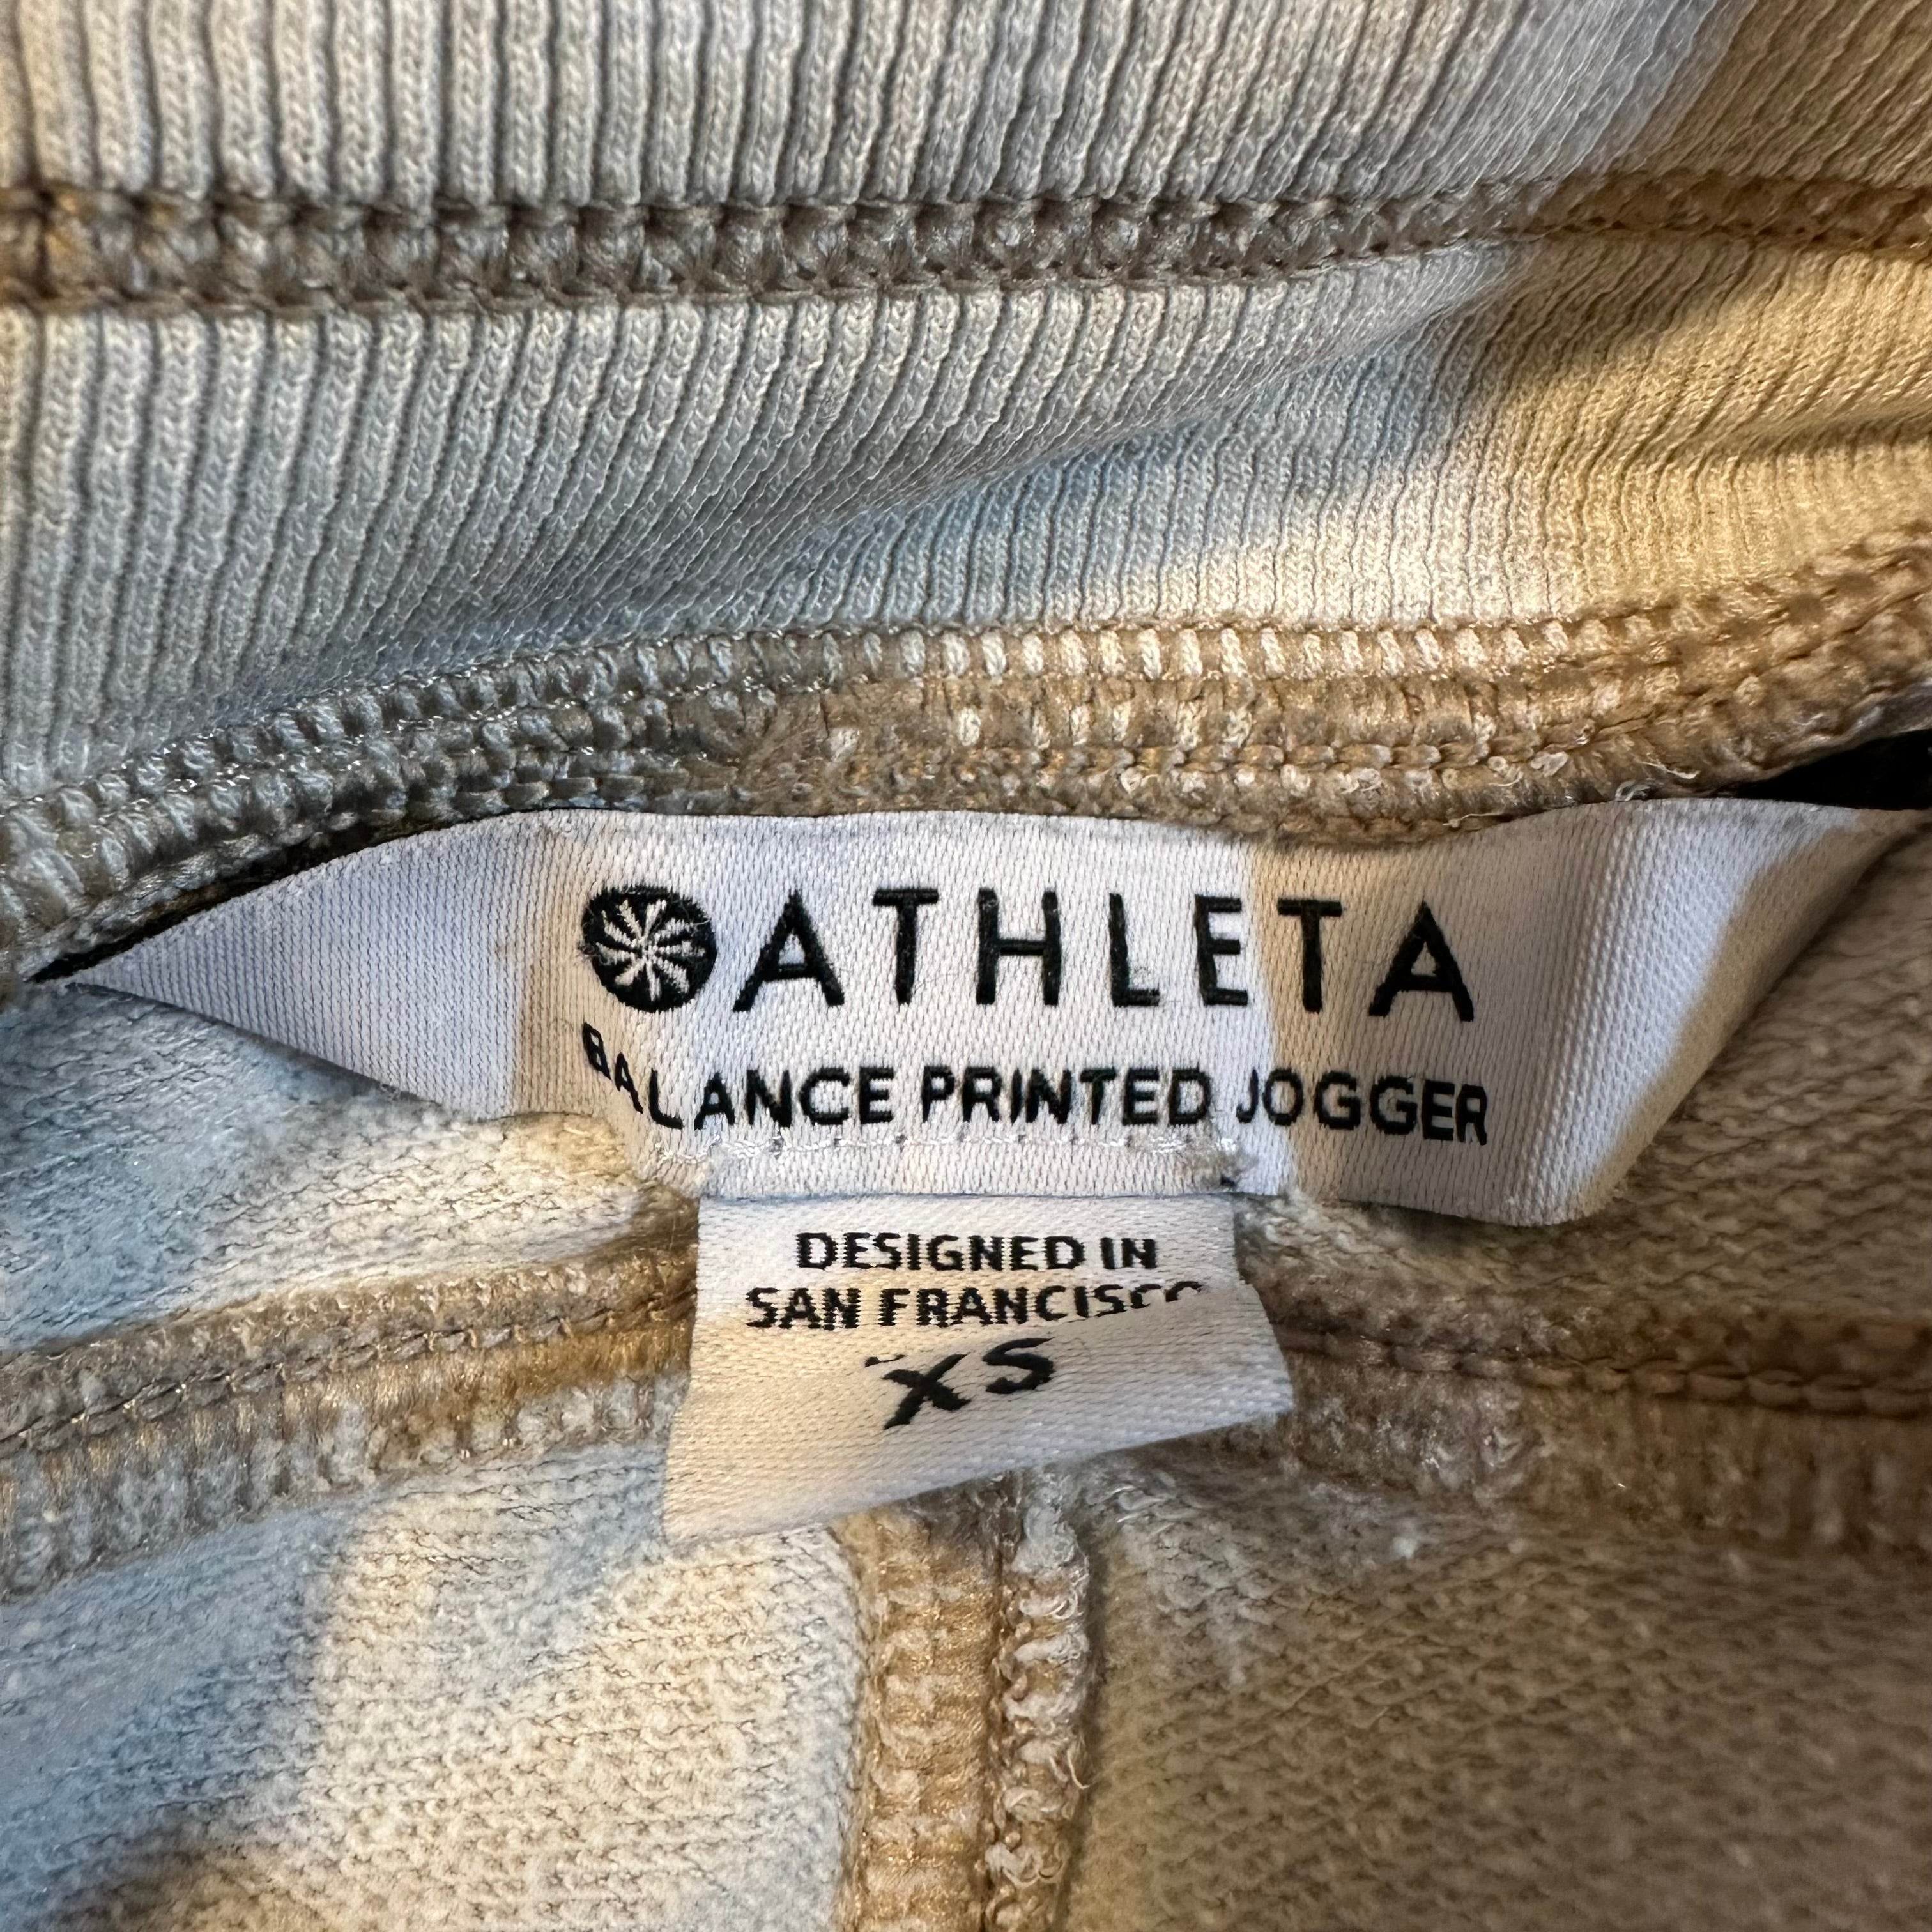 ATHLETA
BALANCE PRINTED JOGGER
DESIGNED IN
SAN FRANCISCO
XS